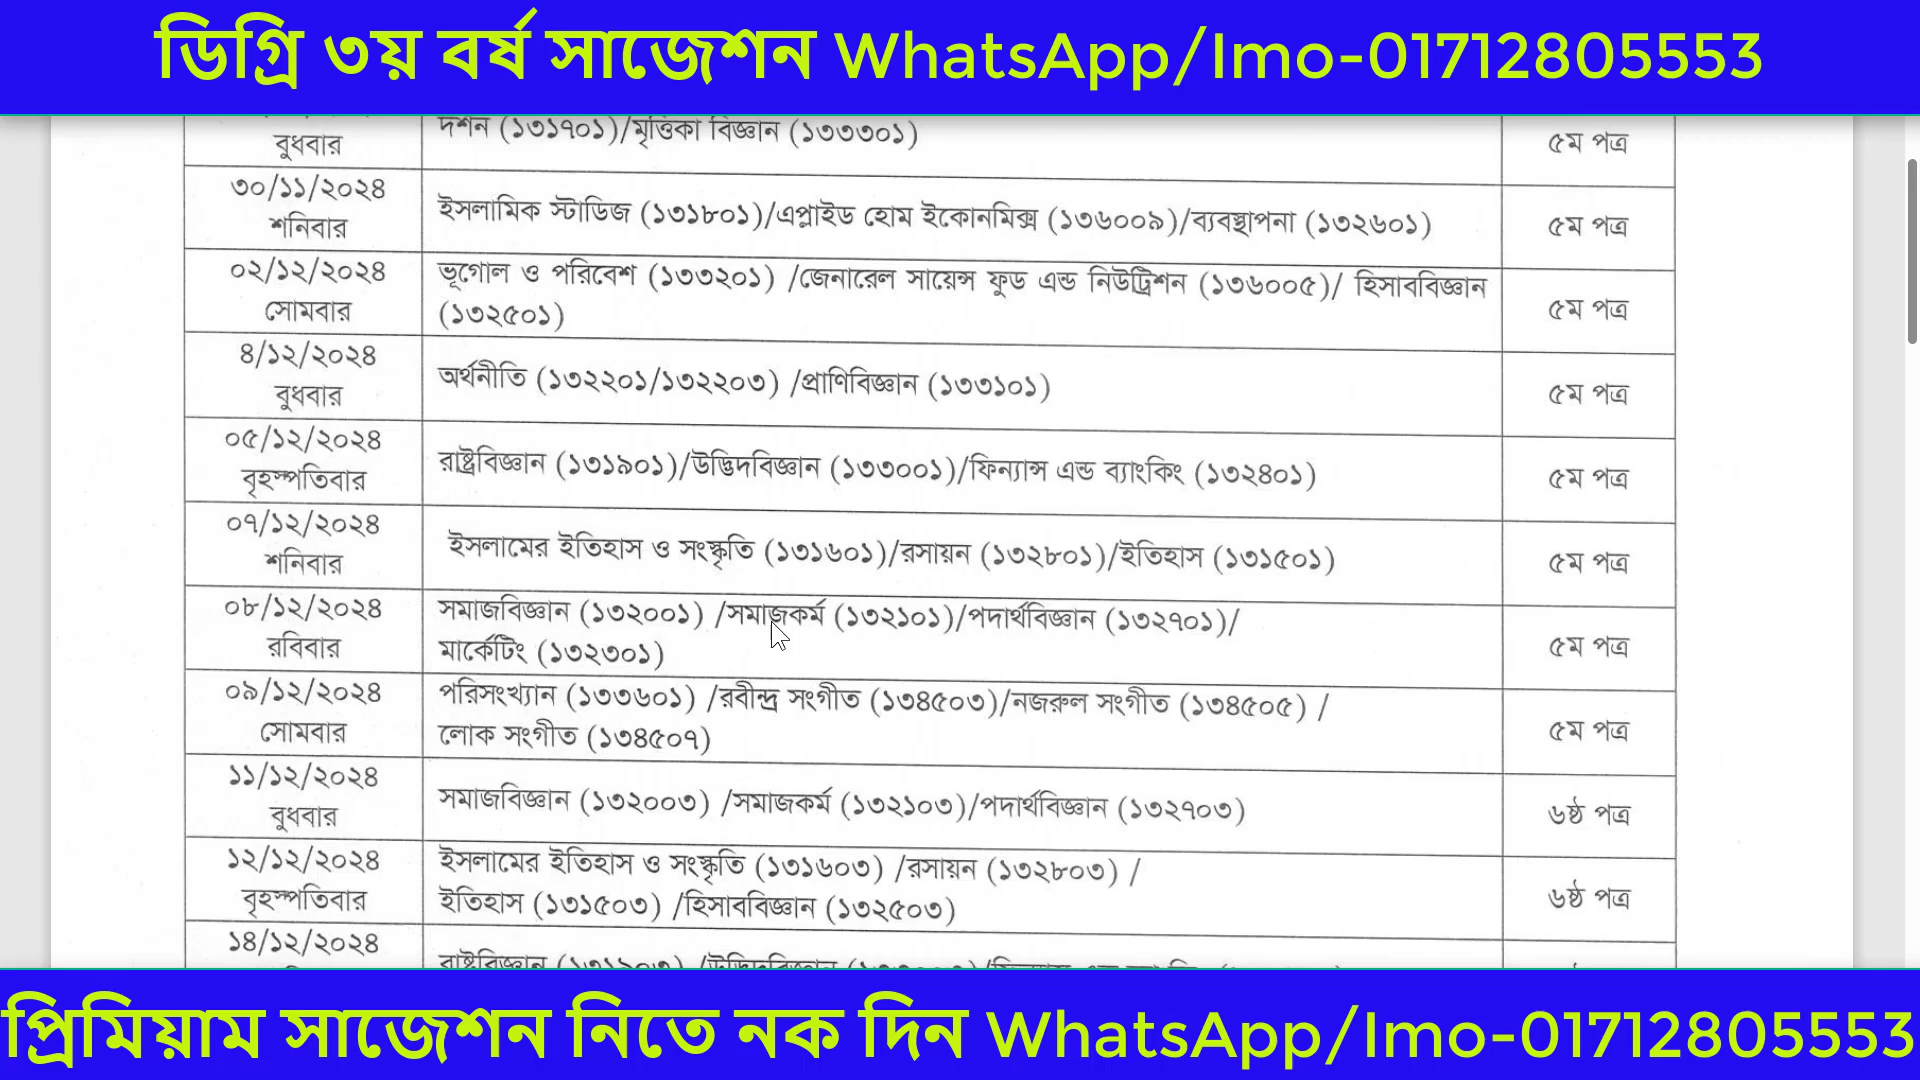 ডিগ্রি ৩য় বর্ষ সাজেশন WhatsApp/Imo-01712805553
দর্শন (১৩১৭০১)/মৃত্তিকা বিজ্ঞান (১৩৩৩০১)
বুধবার
৫ম পত্র
৩০/১১/২০২৪
শনিবার
ইসলামিক স্টাডিজ (১৩১৮০১)/এপ্লাইড হোম ইকোনমিক্স (১৩৬০০৯)/ব্যবস্থাপনা (১৩২৬০১)
৫ম পত্র
০২/১২/২০২৪
সোমবার
ভূগোল ও পরিবেশ (১৩৩২০১) /জেনারেল সায়েন্স ফুড এন্ড নিউট্রিশন (১৩৬০০৫)/ হিসাববিজ্ঞান
(১৩২৫০১)
৫ম পত্র
৪/১২/২০২৪
বুধবার
অর্থনীতি (১৩২২০১/১৩২২০৩) /প্রাণিবিজ্ঞান (১৩৩১০১)
৫ম পত্র
০৫/১২/২০২৪
বৃহস্পতিবার
রাষ্ট্রবিজ্ঞান (১৩১৯০১)/উদ্ভিদবিজ্ঞান (১৩৩০০১)/ফিন্যান্স এন্ড ব্যাংকিং (১৩২৪০১)
৫ম পত্র
০৭/১২/২০২৪
শনিবার
ইসলামের ইতিহাস ও সংস্কৃতি (১৩১৬০১)/রসায়ন (১৩২৮০১)/ইতিহাস (১৩১৫০১)
৫ম পত্র
০৮/১২/২০২৪
রবিবার
সমাজবিজ্ঞান (১৩২০০১) /সমাজকর্ম (১৩২১০১)/পদার্থবিজ্ঞান (১৩২৭০১)/
মার্কেটিং (১৩২৩০১)
৫ম পত্র
০৯/১২/২০২৪
সোমবার
পরিসংখ্যান (১৩৩৬০১) /রবীন্দ্র সংগীত (১৩৪৫০৩)/নজরুল সংগীত (১৩৪৫০৫) /
লোক সংগীত (১৩৪৫০৭)
৫ম পত্র
১১/১২/২০২৪
বুধবার
সমাজবিজ্ঞান (১৩২০০৩) /সমাজকর্ম (১৩২১০৩)/পদার্থবিজ্ঞান (১৩২৭০৩)
৬ষ্ঠ পত্র
১২/১২/২০২৪
বৃহস্পতিবার
ইসলামের ইতিহাস ও সংস্কৃতি (১৩১৬০৩) /রসায়ন (১৩২৮০৩) /
ইতিহাস (১৩১৫০৩) /হিসাববিজ্ঞান (১৩২৫০৩)
৬ষ্ঠ পত্র
১৪/১২/২০২৪
রাষ্ট্রবিজ্ঞান /উদ্ভিদবিজ্ঞান
প্রিমিয়াম সাজেশন নিতে নক দিন WhatsApp/Imo-01712805553